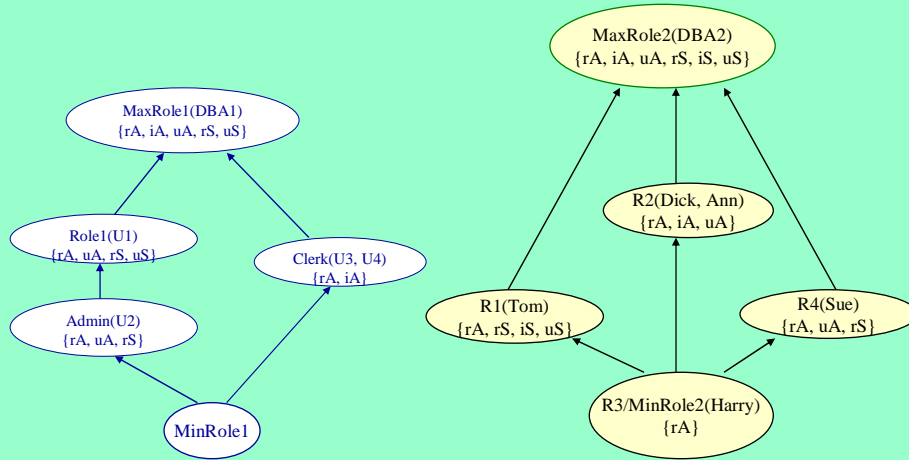 MaxRole1(DBA1)
{rA, iA, uA, rS, uS}
Role1(U1)
{rA, uA, rS, uS}
Clerk(U3, U4)
{rA, iA}
Admin(U2)
{rA, uA, rS}
MinRole1
MaxRole2(DBA2)
{rA, iA, uA, rS, iS, uS}
R2(Dick, Ann)
{rA, iA, uA}
R1(Tom)
{rA, rS, iS, uS}
R4(Sue)
{rA, uA, rS}
R3/MinRole2(Harry)
{rA}